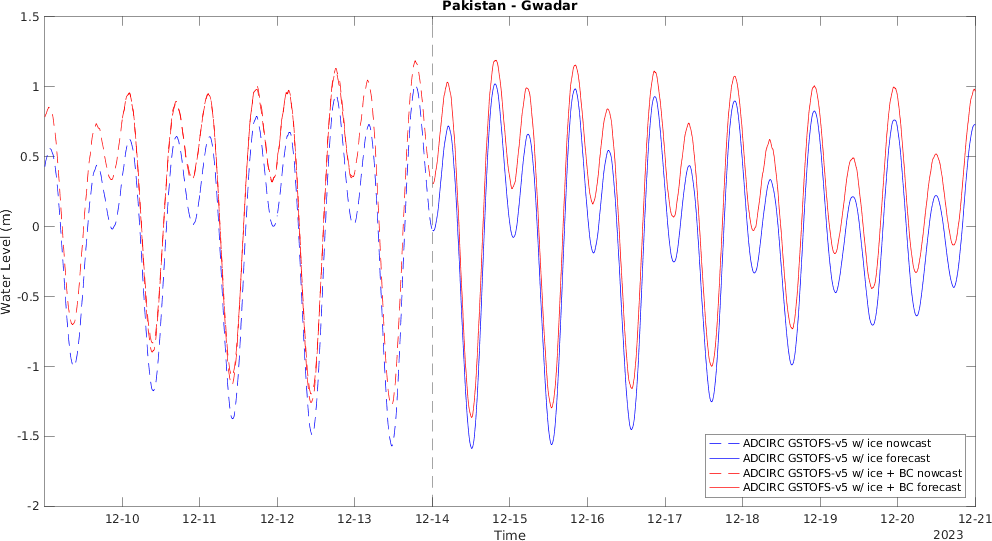 Pakistan - Gwadar
1.5
1
0.5
0
-0.5
-1
-1.5
-2
Water Level (m)
ADCIRC GSTOFS-v5 w/ ice nowcast
ADCIRC GSTOFS-v5 w/ ice forecast
ADCIRC GSTOFS-v5 w/ ice + BC nowcast
ADCIRC GSTOFS-v5 w/ ice + BC forecast
12-10 12-11 12-12 12-13 12-14 12-15 12-16 12-17 12-18 12-19 12-20 12-21
Time
2023